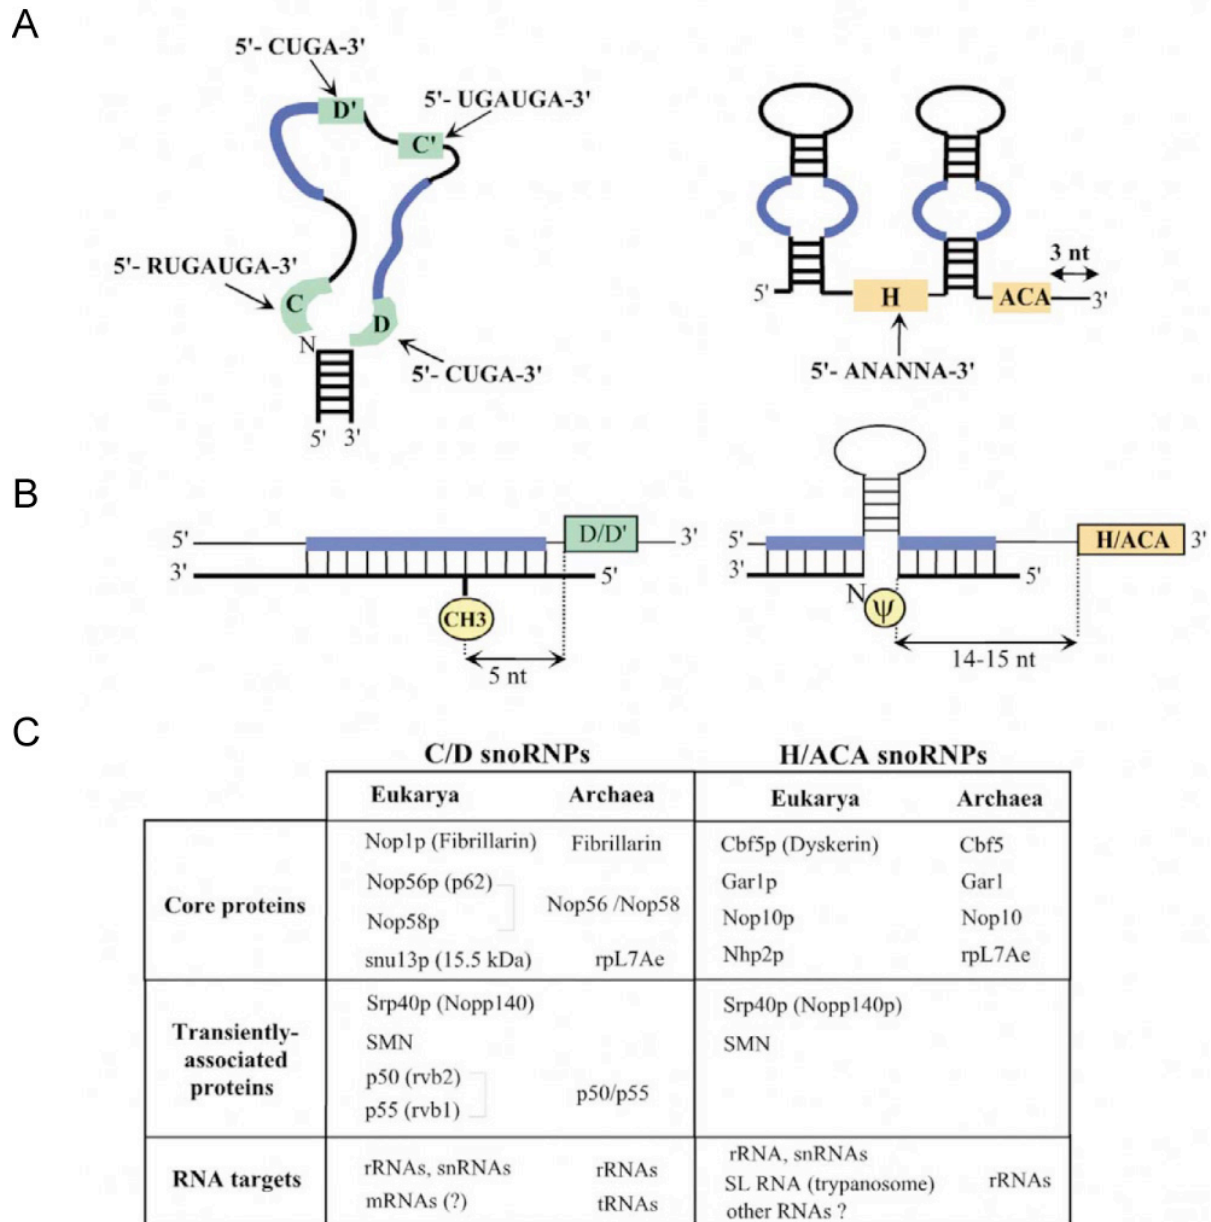 A
5'- CUGA-3'
D'
5'- UGAUGA-3'
C'
5'- RUGAUGA-3'
C
D
N
5'- CUGA-3'
5' 3'
3 nt
5'
H
ACA
3'
5'- ANANNA-3'
B
5'
D/D'
3'
3'
5'
CH3
5 nt
5'
H/ACA
3'
3'
5'
N
Ψ
14-15 nt
C
C/D snoRNPs H/ACA snoRNPs
Eukarya Archaea Eukarya Archaea
Core proteins
Nop1p (Fibrillarin) Fibrillarin Cbf5p (Dyskerin) Cbf5
Nop56p (p62) Gar1p Gar1
Nop56 /Nop58
Nop58p Nop10p Nop10
snu13p (15.5 kDa) rpL7Ae Nhp2p rpL7Ae
Transiently-
associated
proteins
Srp40p (Nopp140) Srp40p (Nopp140p)
SMN SMN
p50 (rvb2)
p50/p55
p55 (rvb1)
RNA targets
rRNAs, snRNAs rRNAs
mRNAs (?) tRNAs
rRNA, snRNAs
SL RNA (trypanosome) rRNAs
other RNAs ?